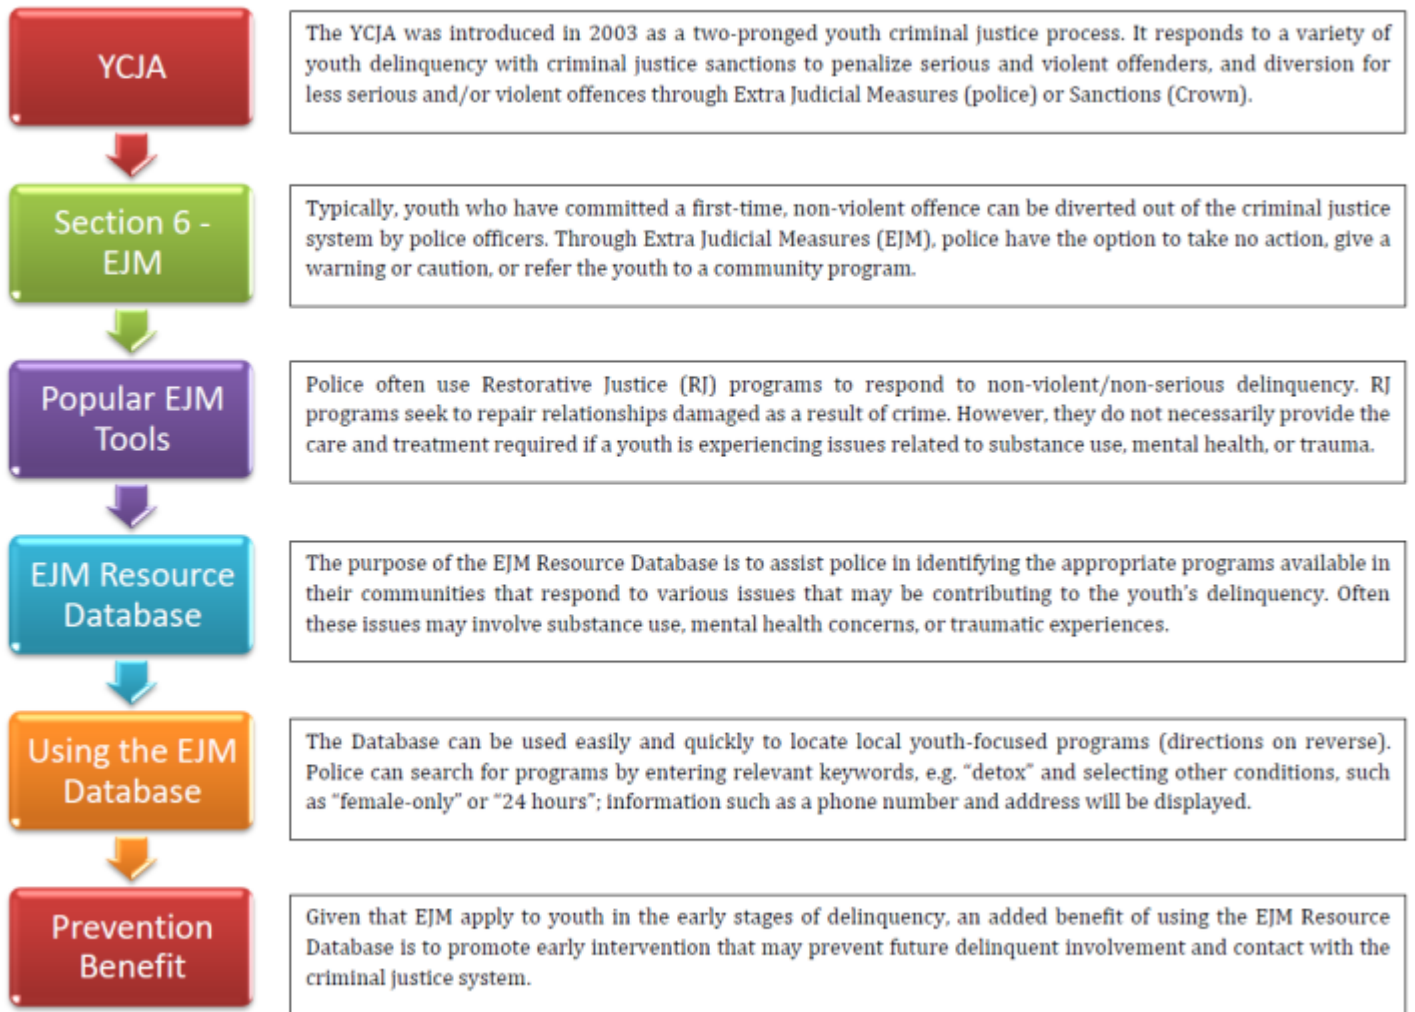 YCJA
The YCJA was introduced in 2003 as a two-pronged youth criminal justice process. It responds to a variety of
youth delinquency with criminal justice sanctions to penalize serious and violent offenders, and diversion for
less serious and/or violent offences through Extra Judicial Measures (police) or Sanctions (Crown).
Section 6 -
EJM
Typically, youth who have committed a first-time, non-violent offence can be diverted out of the criminal justice
system by police officers. Through Extra Judicial Measures (EJM), police have the option to take no action, give a
warning or caution, or refer the youth to a community program.
Popular EJM
Tools
Police often use Restorative Justice (RJ) programs to respond to non-violent/non-serious delinquency. RJ
programs seek to repair relationships damaged as a result of crime. However, they do not necessarily provide the
care and treatment required if a youth is experiencing issues related to substance use, mental health, or trauma.
EJM Resource
Database
The purpose of the EJM Resource Database is to assist police in identifying the appropriate programs available in
their communities that respond to various issues that may be contributing to the youth's delinquency. Often
these issues may involve substance use, mental health concerns, or traumatic experiences.
Using the EJM
Database
The Database can be used easily and quickly to locate local youth-focused programs (directions on reverse).
Police can search for programs by entering relevant keywords, e.g. “detox” and selecting other conditions, such
as “female-only” or “24 hours”; information such as a phone number and address will be displayed.
Prevention
Benefit
Given that EJM apply to youth in the early stages of delinquency, an added benefit of using the EJM Resource
Database is to promote early intervention that may prevent future delinquent involvement and contact with the
criminal justice system.